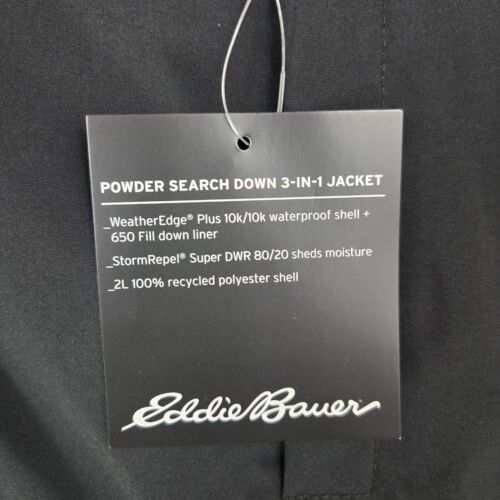 POWDER SEARCH DOWN 3-IN-1 JACKET
_WeatherEdge® Plus 10k/10k waterproof shell +
650 Fill down liner
_StormRepel® Super DWR 80/20 sheds moisture
_2L 100% recycled polyester shell
Eddie Bauer